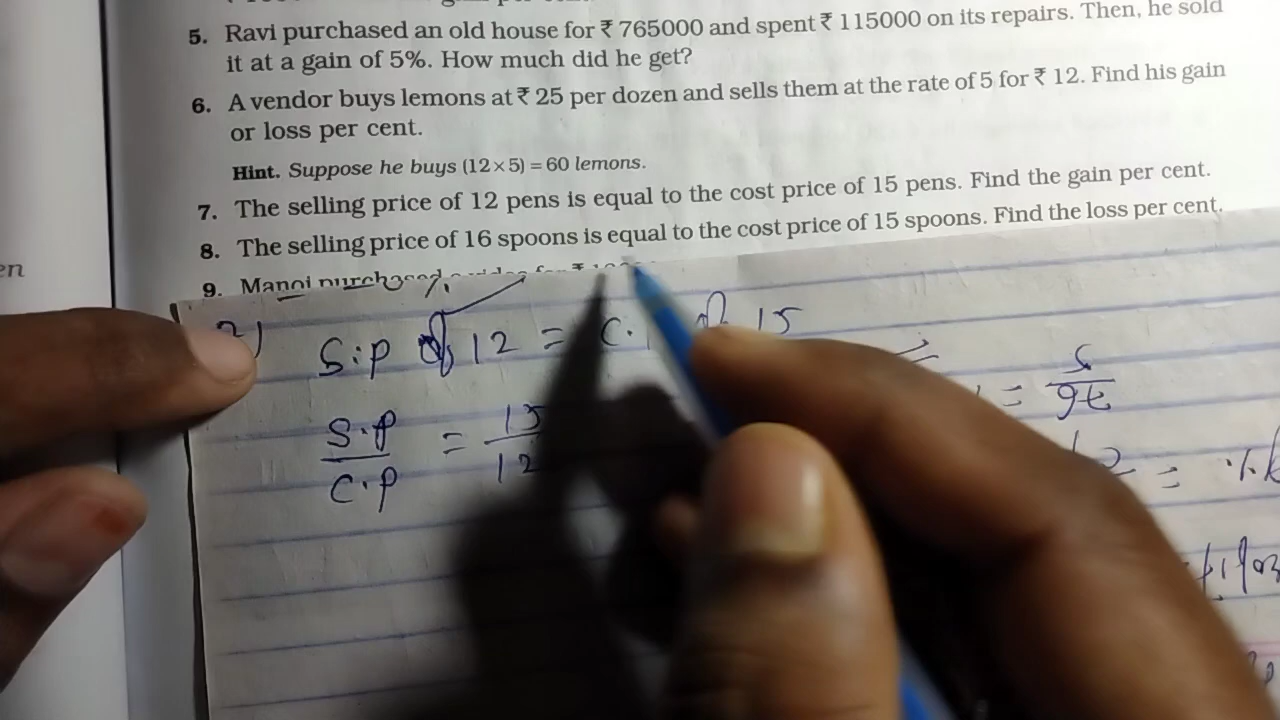 5. Ravi purchased an old house for ₹ 765000 and spent ₹ 115000 on its repairs. Then, he sold
it at a gain of 5%. How much did he get?
6. A vendor buys lemons at ₹ 25 per dozen and sells them at the rate of 5 for ₹ 12. Find his gain
or loss per cent.
Hint. Suppose he buys (12×5) = 60 lemons.
7. The selling price of 12 pens is equal to the cost price of 15 pens. Find the gain per cent.
8. The selling price of 16 spoons is equal to the cost price of 15 spoons. Find the loss per cent.
9. Manoj purchased
S.P of 12 = C. of 15
S.P / C.P = 15 / 12
en